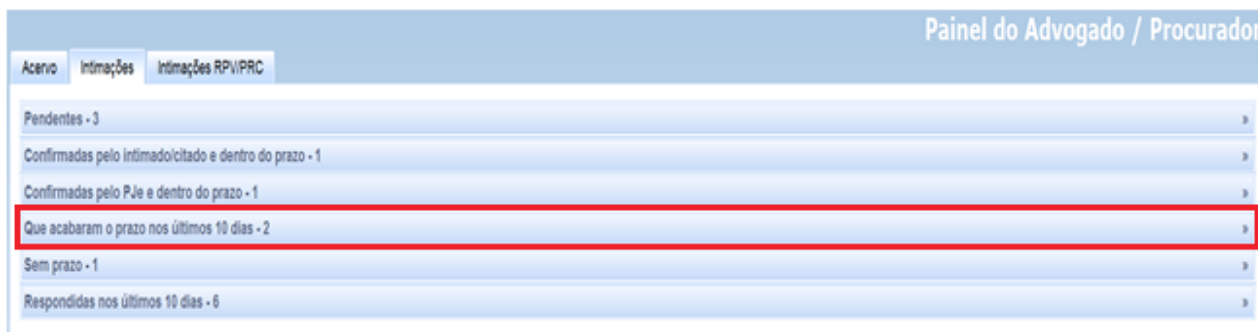 Painel do Advogado / Procurador
Acervo Intimações Intimações RPV/PRC
Pendentes - 3
Confirmadas pelo intimado/citado e dentro do prazo - 1
Confirmadas pelo PJe e dentro do prazo - 1
Que acabaram o prazo nos últimos 10 dias - 2
Sem prazo - 1
Respondidas nos últimos 10 dias - 6